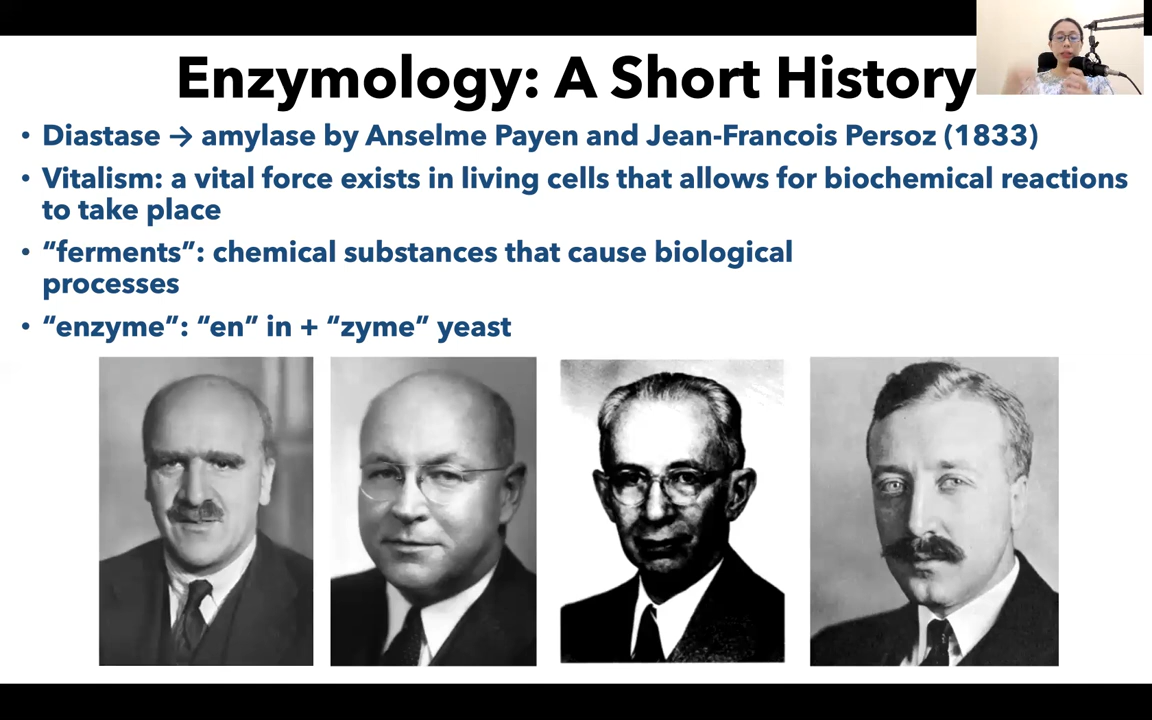 Enzymology: A Short History
• Diastase → amylase by Anselme Payen and Jean-Francois Persoz (1833)
• Vitalism: a vital force exists in living cells that allows for biochemical reactions
to take place
• “ferments”: chemical substances that cause biological
processes
• “enzyme”: “en” in + “zyme” yeast